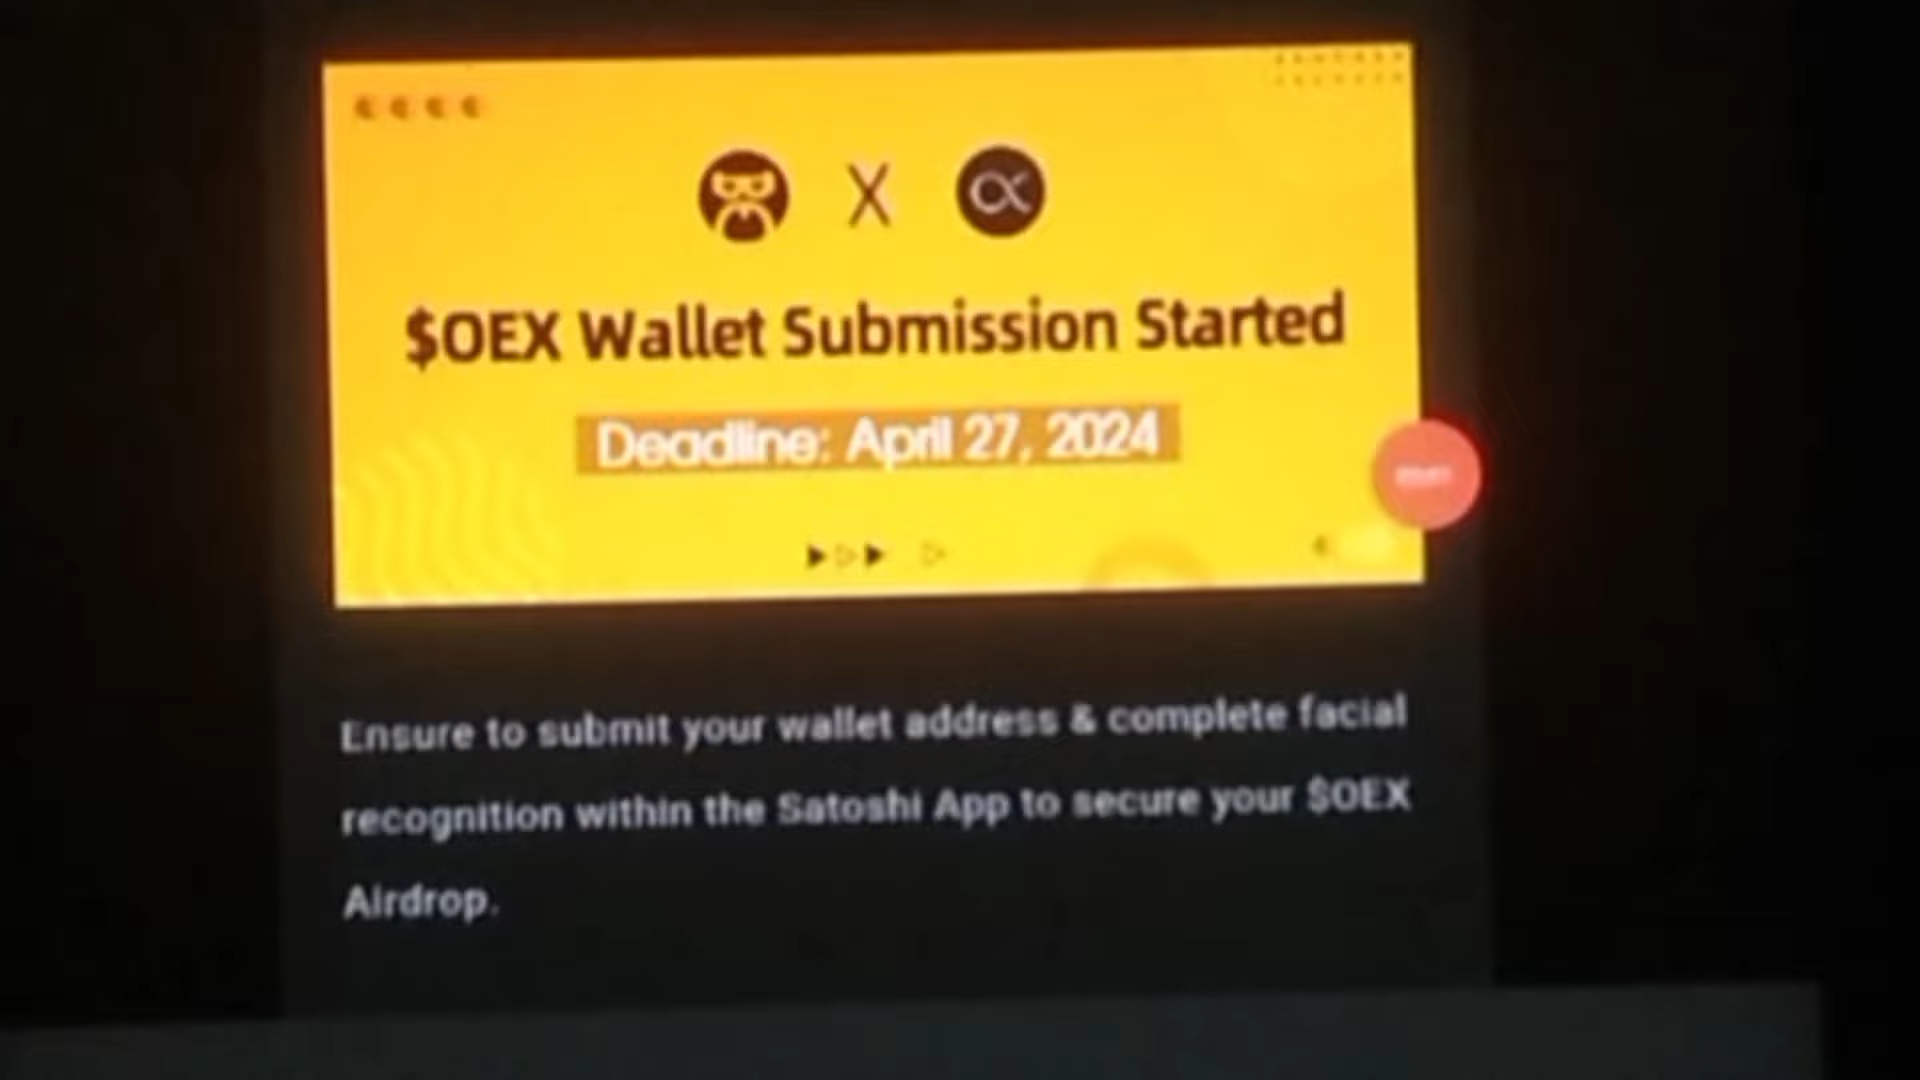 X
$OEX Wallet Submission Started
Deadline: April 27, 2024
Ensure to submit your wallet address & complete facial
recognition within the Satoshi App to secure your $OEX
Airdrop.